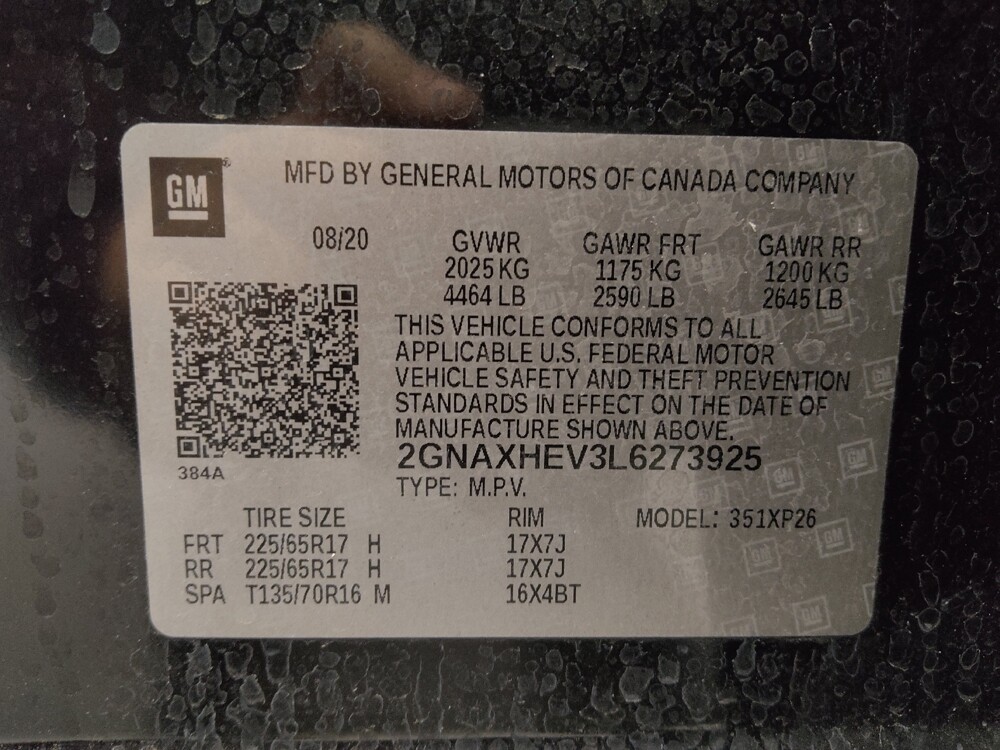 GM
MFD BY GENERAL MOTORS OF CANADA COMPANY
08/20 GVWR GAWR FRT GAWR RR
2025 KG 1175 KG 1200 KG
4464 LB 2590 LB 2645 LB
THIS VEHICLE CONFORMS TO ALL
APPLICABLE U.S. FEDERAL MOTOR
VEHICLE SAFETY AND THEFT PREVENTION
STANDARDS IN EFFECT ON THE DATE OF
MANUFACTURE SHOWN ABOVE.
2GNAXHEV3L6273925
384A
TYPE: M.P.V.
TIRE SIZE RIM MODEL: 351XP26
FRT 225/65R17 H 17X7J
RR 225/65R17 H 17X7J
SPA T135/70R16 M 16X4BT